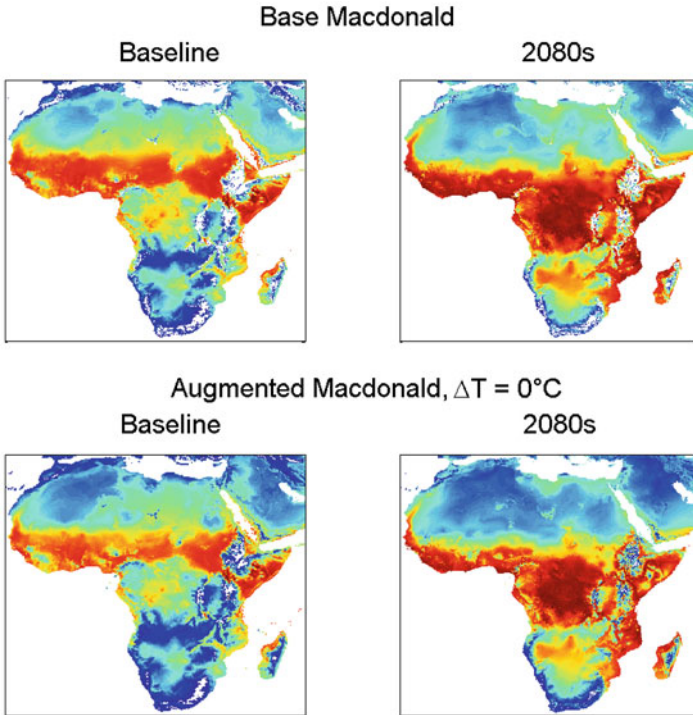 Base Macdonald
Baseline 2080s
Augmented Macdonald, ΔT = 0°C
Baseline 2080s